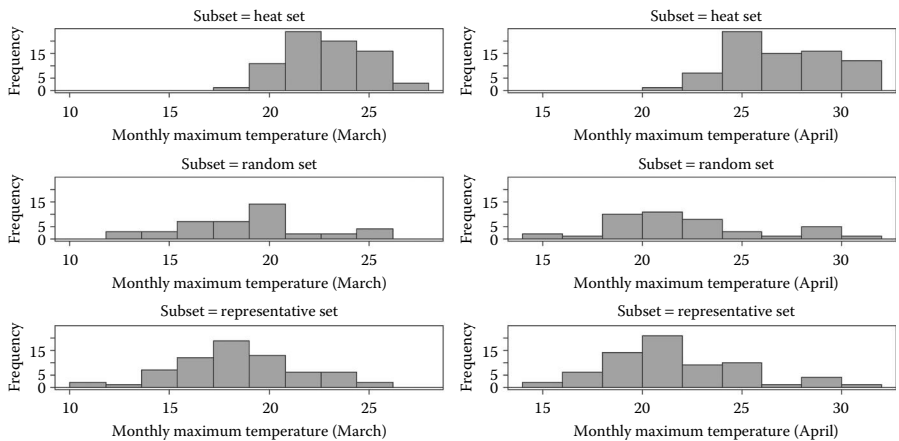 Subset = heat set
Frequency
15
5
0
10 15 20 25
Monthly maximum temperature (March)
Subset = heat set
Frequency
15
5
0
15 20 25 30
Monthly maximum temperature (April)
Subset = random set
Frequency
15
5
0
10 15 20 25
Monthly maximum temperature (March)
Subset = random set
Frequency
15
5
0
15 20 25 30
Monthly maximum temperature (April)
Subset = representative set
Frequency
15
5
0
10 15 20 25
Monthly maximum temperature (March)
Subset = representative set
Frequency
15
5
0
15 20 25 30
Monthly maximum temperature (April)